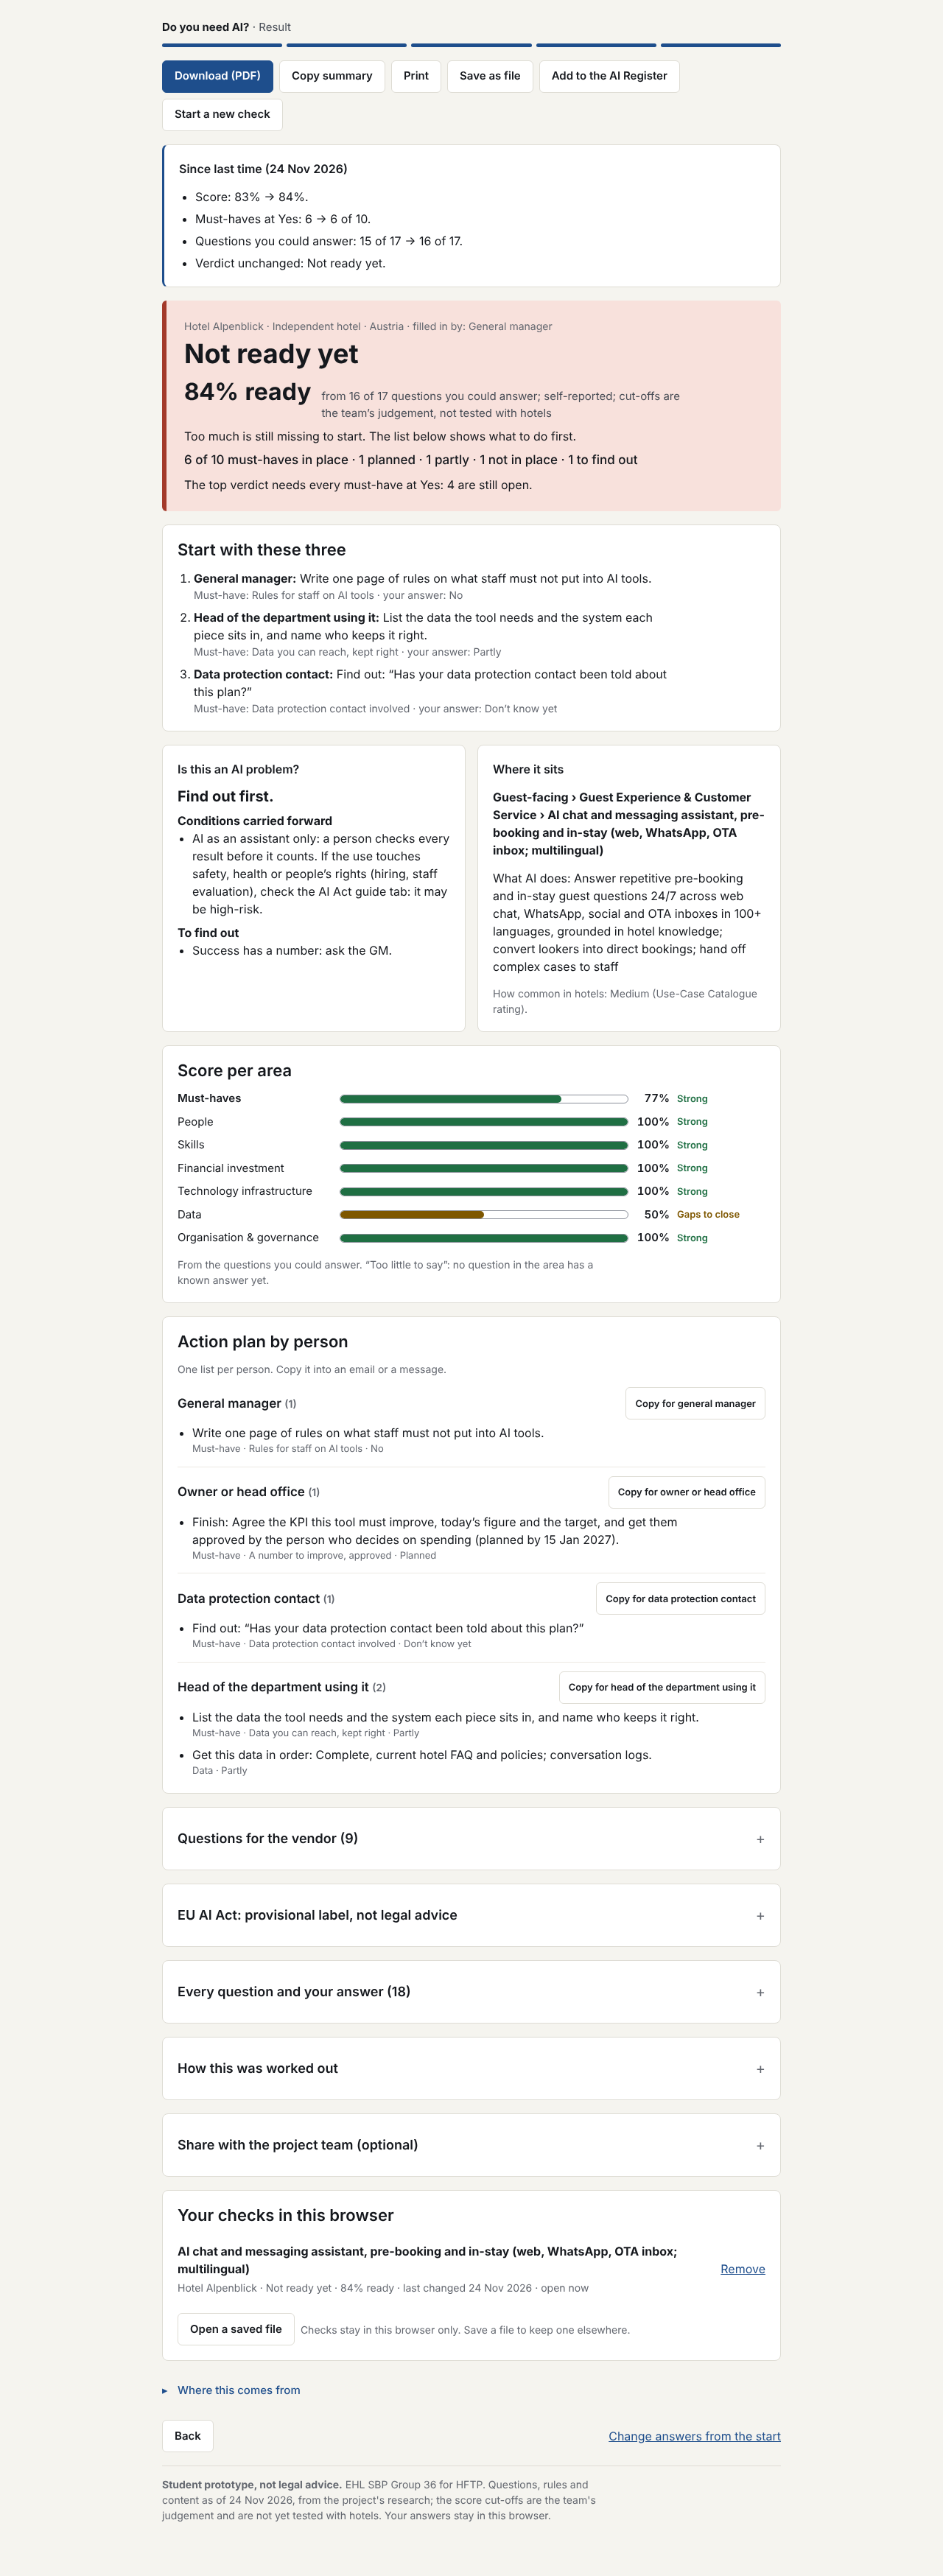 Do you need AI? · Result
Download (PDF)
Copy summary
Print
Save as file
Add to the AI Register
Start a new check
Since last time (24 Nov 2026)
• Score: 83% → 84%.
• Must-haves at Yes: 6 → 6 of 10.
• Questions you could answer: 15 of 17 → 16 of 17.
• Verdict unchanged: Not ready yet.
Hotel Alpenblick · Independent hotel · Austria · filled in by: General manager
Not ready yet
84% ready from 16 of 17 questions you could answer; self-reported; cut-offs are
the team’s judgement, not tested with hotels
Too much is still missing to start. The list below shows what to do first.
6 of 10 must-haves in place · 1 planned · 1 partly · 1 not in place · 1 to find out
The top verdict needs every must-have at Yes: 4 are still open.
Start with these three
1. General manager: Write one page of rules on what staff must not put into AI tools.
Must-have: Rules for staff on AI tools · your answer: No
2. Head of the department using it: List the data the tool needs and the system each
piece sits in, and name who keeps it right.
Must-have: Data you can reach, kept right · your answer: Partly
3. Data protection contact: Find out: “Has your data protection contact been told about
this plan?”
Must-have: Data protection contact involved · your answer: Don’t know yet
Is this an AI problem?
Find out first.
Conditions carried forward
• AI as an assistant only: a person checks every
result before it counts. If the use touches
safety, health or people’s rights (hiring, staff
evaluation), check the AI Act guide tab: it may
be high-risk.
To find out
• Success has a number: ask the GM.
Where it sits
Guest-facing › Guest Experience & Customer
Service › AI chat and messaging assistant, pre-
booking and in-stay (web, WhatsApp, OTA
inbox; multilingual)
What AI does: Answer repetitive pre-booking
and in-stay guest questions 24/7 across web
chat, WhatsApp, social and OTA inboxes in 100+
languages, grounded in hotel knowledge;
convert lookers into direct bookings; hand off
complex cases to staff
How common in hotels: Medium (Use-Case Catalogue
rating).
Score per area
Must-haves 77% Strong
People 100% Strong
Skills 100% Strong
Financial investment 100% Strong
Technology infrastructure 100% Strong
Data 50% Gaps to close
Organisation & governance 100% Strong
From the questions you could answer. “Too little to say”: no question in the area has a
known answer yet.
Action plan by person
One list per person. Copy it into an email or a message.
General manager (1)
Copy for general manager
• Write one page of rules on what staff must not put into AI tools.
Must-have · Rules for staff on AI tools · No
Owner or head office (1)
Copy for owner or head office
• Finish: Agree the KPI this tool must improve, today’s figure and the target, and get them
approved by the person who decides on spending (planned by 15 Jan 2027).
Must-have · A number to improve, approved · Planned
Data protection contact (1)
Copy for data protection contact
• Find out: “Has your data protection contact been told about this plan?”
Must-have · Data protection contact involved · Don’t know yet
Head of the department using it (2)
Copy for head of the department using it
• List the data the tool needs and the system each piece sits in, and name who keeps it right.
Must-have · Data you can reach, kept right · Partly
• Get this data in order: Complete, current hotel FAQ and policies; conversation logs.
Data · Partly
Questions for the vendor (9) +
EU AI Act: provisional label, not legal advice +
Every question and your answer (18) +
How this was worked out +
Share with the project team (optional) +
Your checks in this browser
AI chat and messaging assistant, pre-booking and in-stay (web, WhatsApp, OTA inbox;
multilingual)
Remove
Hotel Alpenblick · Not ready yet · 84% ready · last changed 24 Nov 2026 · open now
Open a saved file Checks stay in this browser only. Save a file to keep one elsewhere.
▸ Where this comes from
Back
Change answers from the start
Student prototype, not legal advice. EHL SBP Group 36 for HFTP. Questions, rules and
content as of 24 Nov 2026, from the project's research; the score cut-offs are the team's
judgement and are not yet tested with hotels. Your answers stay in this browser.